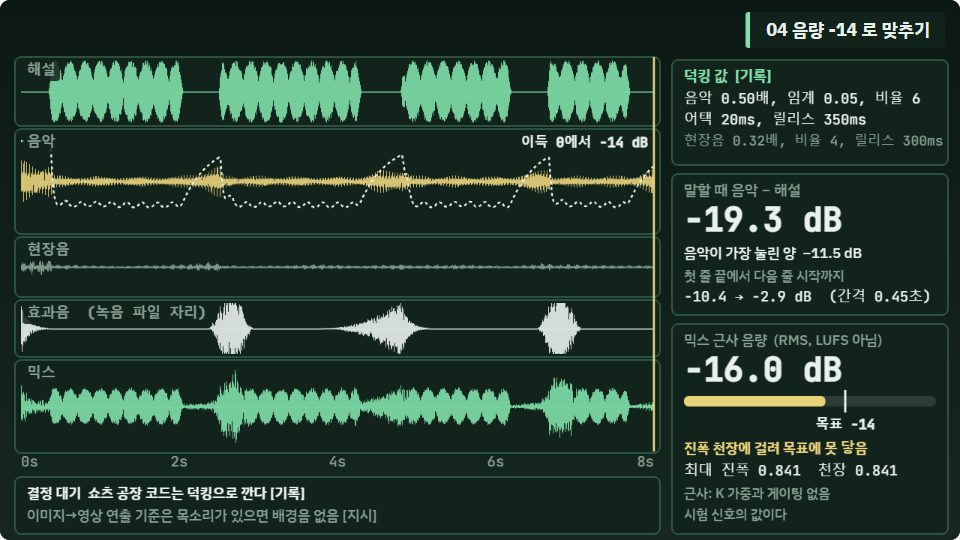 04 음량 -14 로 맞추기
해설
음악
이득 0에서 -14 dB
현장음
효과음 (녹음 파일 자리)
믹스
0s 2s 4s 6s 8s
결정 대기 쇼츠 공장 코드는 덕킹으로 깐다 [기록]
이미지→영상 연출 기준은 목소리가 있으면 배경음 없음 [지시]
덕킹 값 [기록]
음악 0.50배, 임계 0.05, 비율 6
어택 20ms, 릴리스 350ms
현장음 0.32배, 비율 4, 릴리스 300ms
말할 때 음악 – 해설
-19.3 dB
음악이 가장 눌린 양 −11.5 dB
첫 줄 끝에서 다음 줄 시작까지
-10.4 → -2.9 dB (간격 0.45초)
믹스 근사 음량 (RMS, LUFS 아님)
-16.0 dB
목표 -14
진폭 천장에 걸려 목표에 못 닿음
최대 진폭 0.841 천장 0.841
근사: K 가중과 게이팅 없음
시험 신호의 값이다